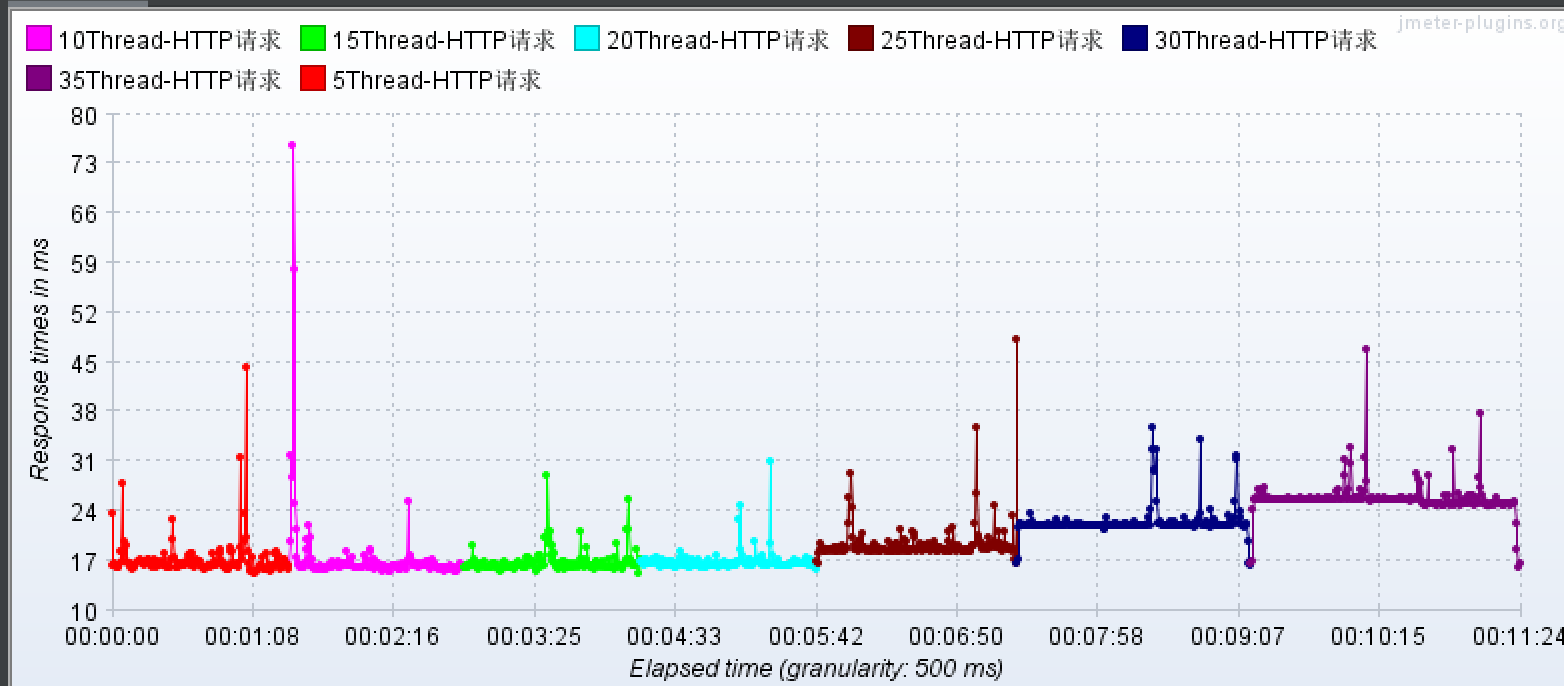 jmeter-plugins.org
10Thread-HTTP请求 15Thread-HTTP请求 20Thread-HTTP请求 25Thread-HTTP请求 30Thread-HTTP请求
35Thread-HTTP请求 5Thread-HTTP请求
80
73
66
59
52
45
38
31
24
17
10
Response times in ms
00:00:00 00:01:08 00:02:16 00:03:25 00:04:33 00:05:42 00:06:50 00:07:58 00:09:07 00:10:15 00:11:24
Elapsed time (granularity: 500 ms)